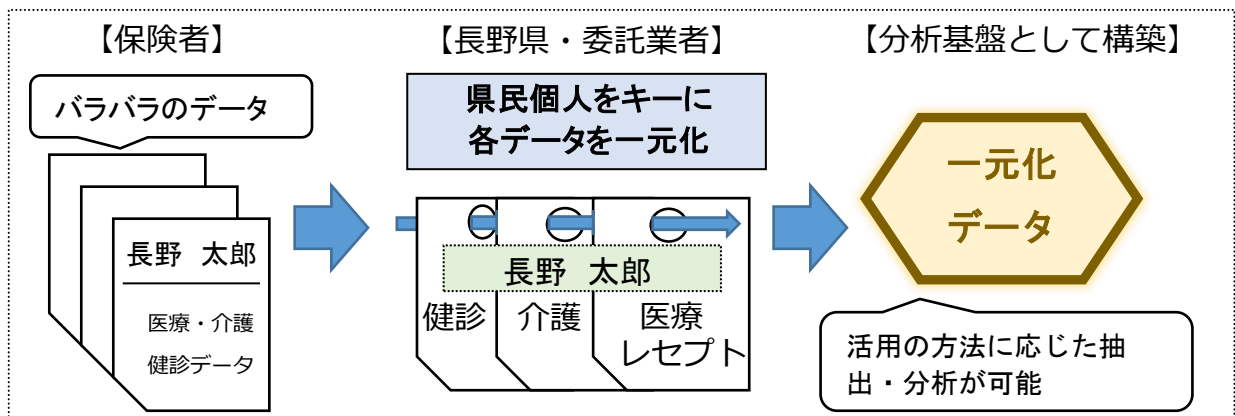 【保険者】
バラバラのデータ
長野 太郎
医療・介護
健診データ
【長野県・委託業者】
県民個人をキーに
各データを一元化
長野 太郎
健診
介護
医療
レセプト
【分析基盤として構築】
一元化
データ
活用の方法に応じた抽
出・分析が可能